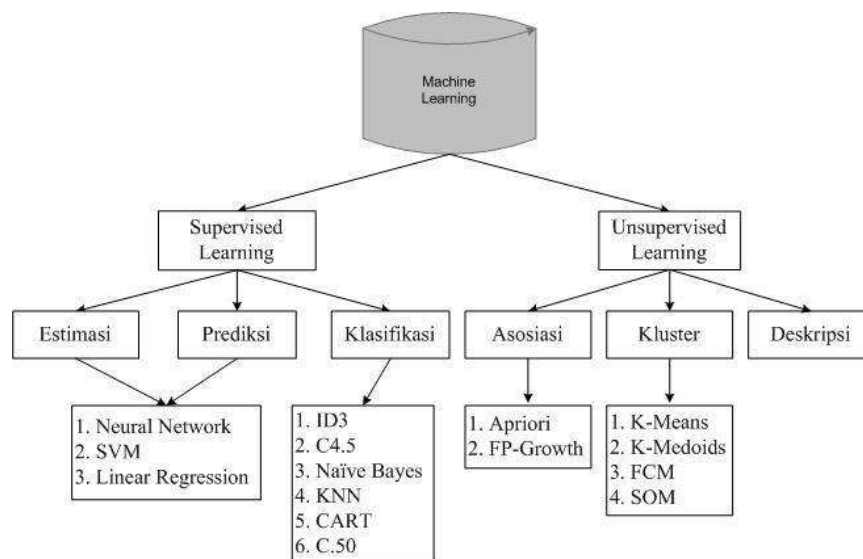 Machine
Learning
Supervised
Learning
Unsupervised
Learning
Estimasi
Prediksi
Klasifikasi
Asosiasi
Kluster
Deskripsi
1. Neural Network
2. SVM
3. Linear Regression
1. ID3
2. C4.5
3. Naïve Bayes
4. KNN
5. CART
6. C.50
1. Apriori
2. FP-Growth
1. K-Means
2. K-Medoids
3. FCM
4. SOM